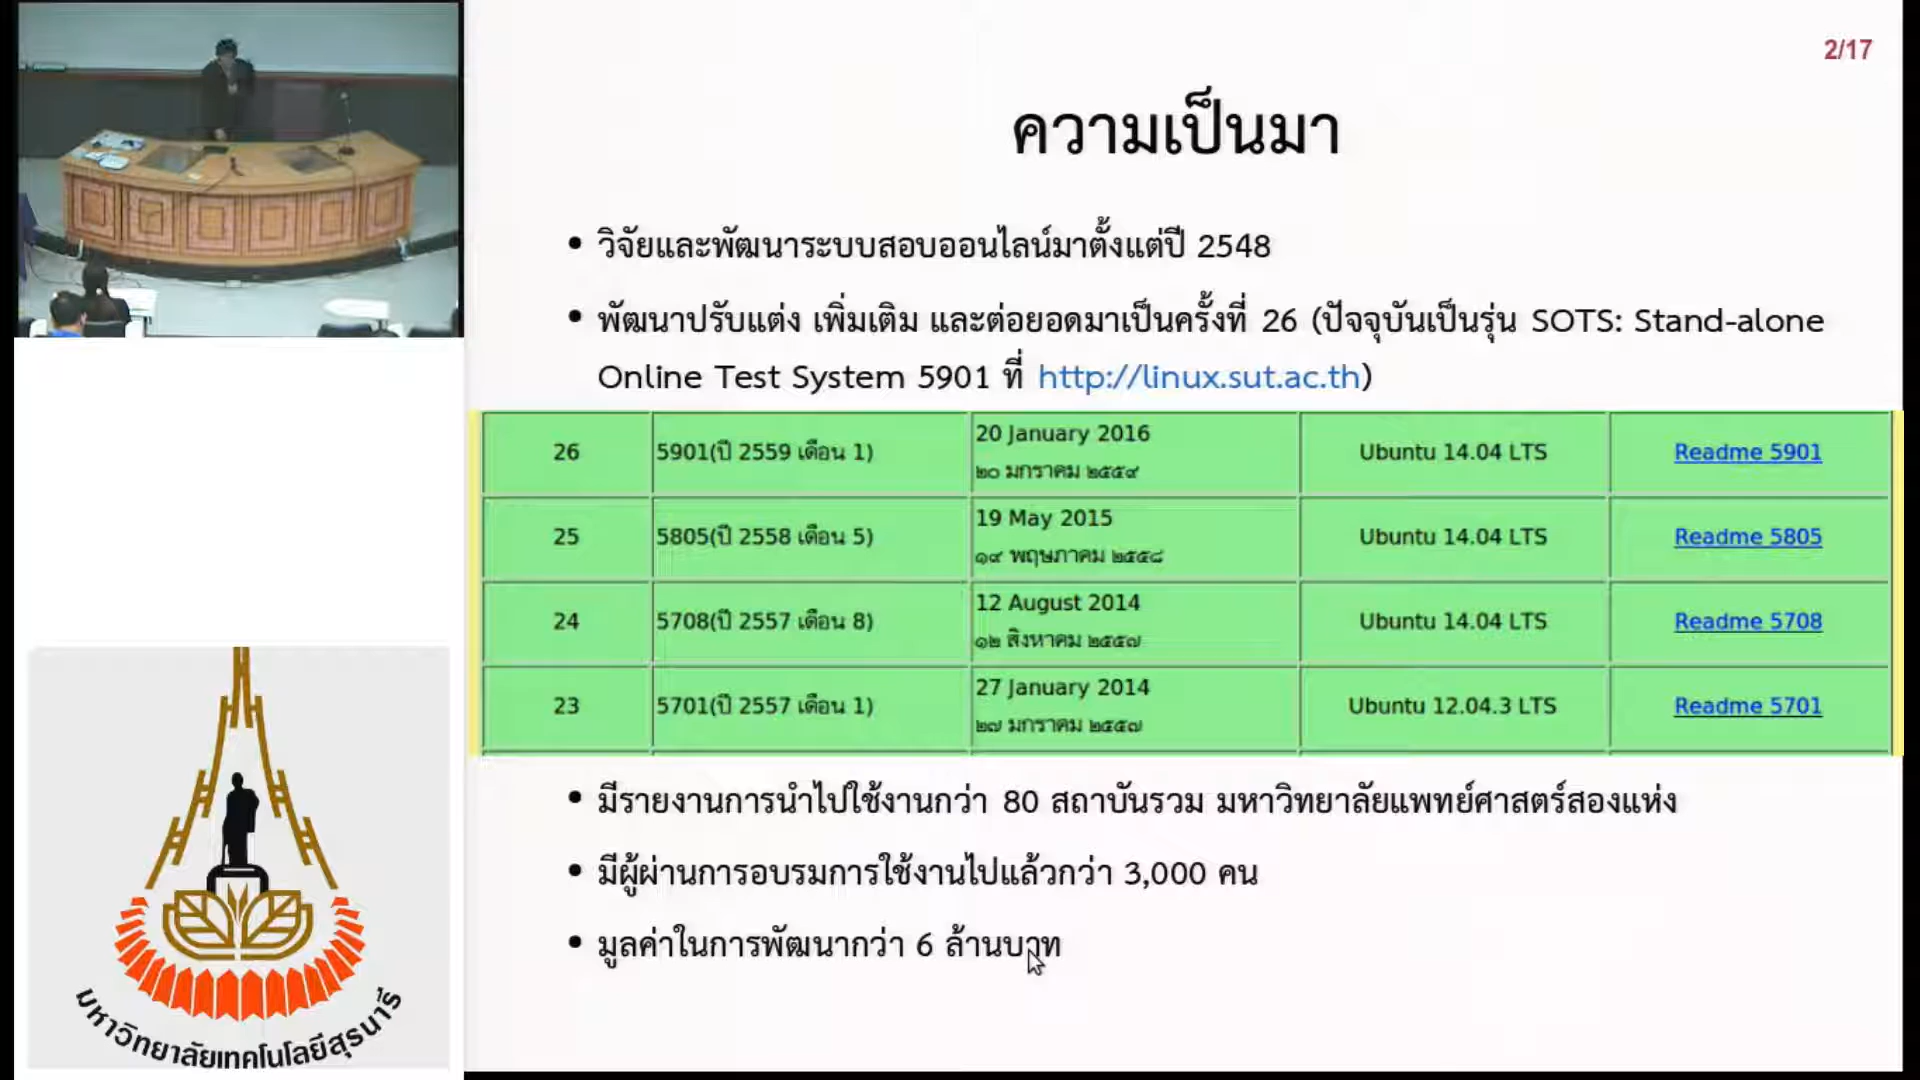 2/17
ความเป็นมา
• วิจัยและพัฒนาระบบสอบออนไลน์มาตั้งแต่ปี 2548
• พัฒนาปรับแต่ง เพิ่มเติม และต่อยอดมาเป็นครั้งที่ 26 (ปัจจุบันเป็นรุ่น SOTS: Stand-alone
Online Test System 5901 ที่ http://linux.sut.ac.th)
26 5901(ปี 2559 เดือน 1) 20 January 2016 Ubuntu 14.04 LTS Readme 5901
๒๐ มกราคม ๒๕๕๙
25 5805(ปี 2558 เดือน 5) 19 May 2015 Ubuntu 14.04 LTS Readme 5805
๑๙ พฤษภาคม ๒๕๕๘
24 5708(ปี 2557 เดือน 8) 12 August 2014 Ubuntu 14.04 LTS Readme 5708
๑๒ สิงหาคม ๒๕๕๗
23 5701(ปี 2557 เดือน 1) 27 January 2014 Ubuntu 12.04.3 LTS Readme 5701
๒๗ มกราคม ๒๕๕๗
• มีรายงานการนำไปใช้งานกว่า 80 สถาบันรวม มหาวิทยาลัยแพทย์ศาสตร์สองแห่ง
• มีผู้ผ่านการอบรมการใช้งานไปแล้วกว่า 3,000 คน
• มูลค่าในการพัฒนากว่า 6 ล้านบาท
มหาวิทยาลัยเทคโนโลยีสุรนารี